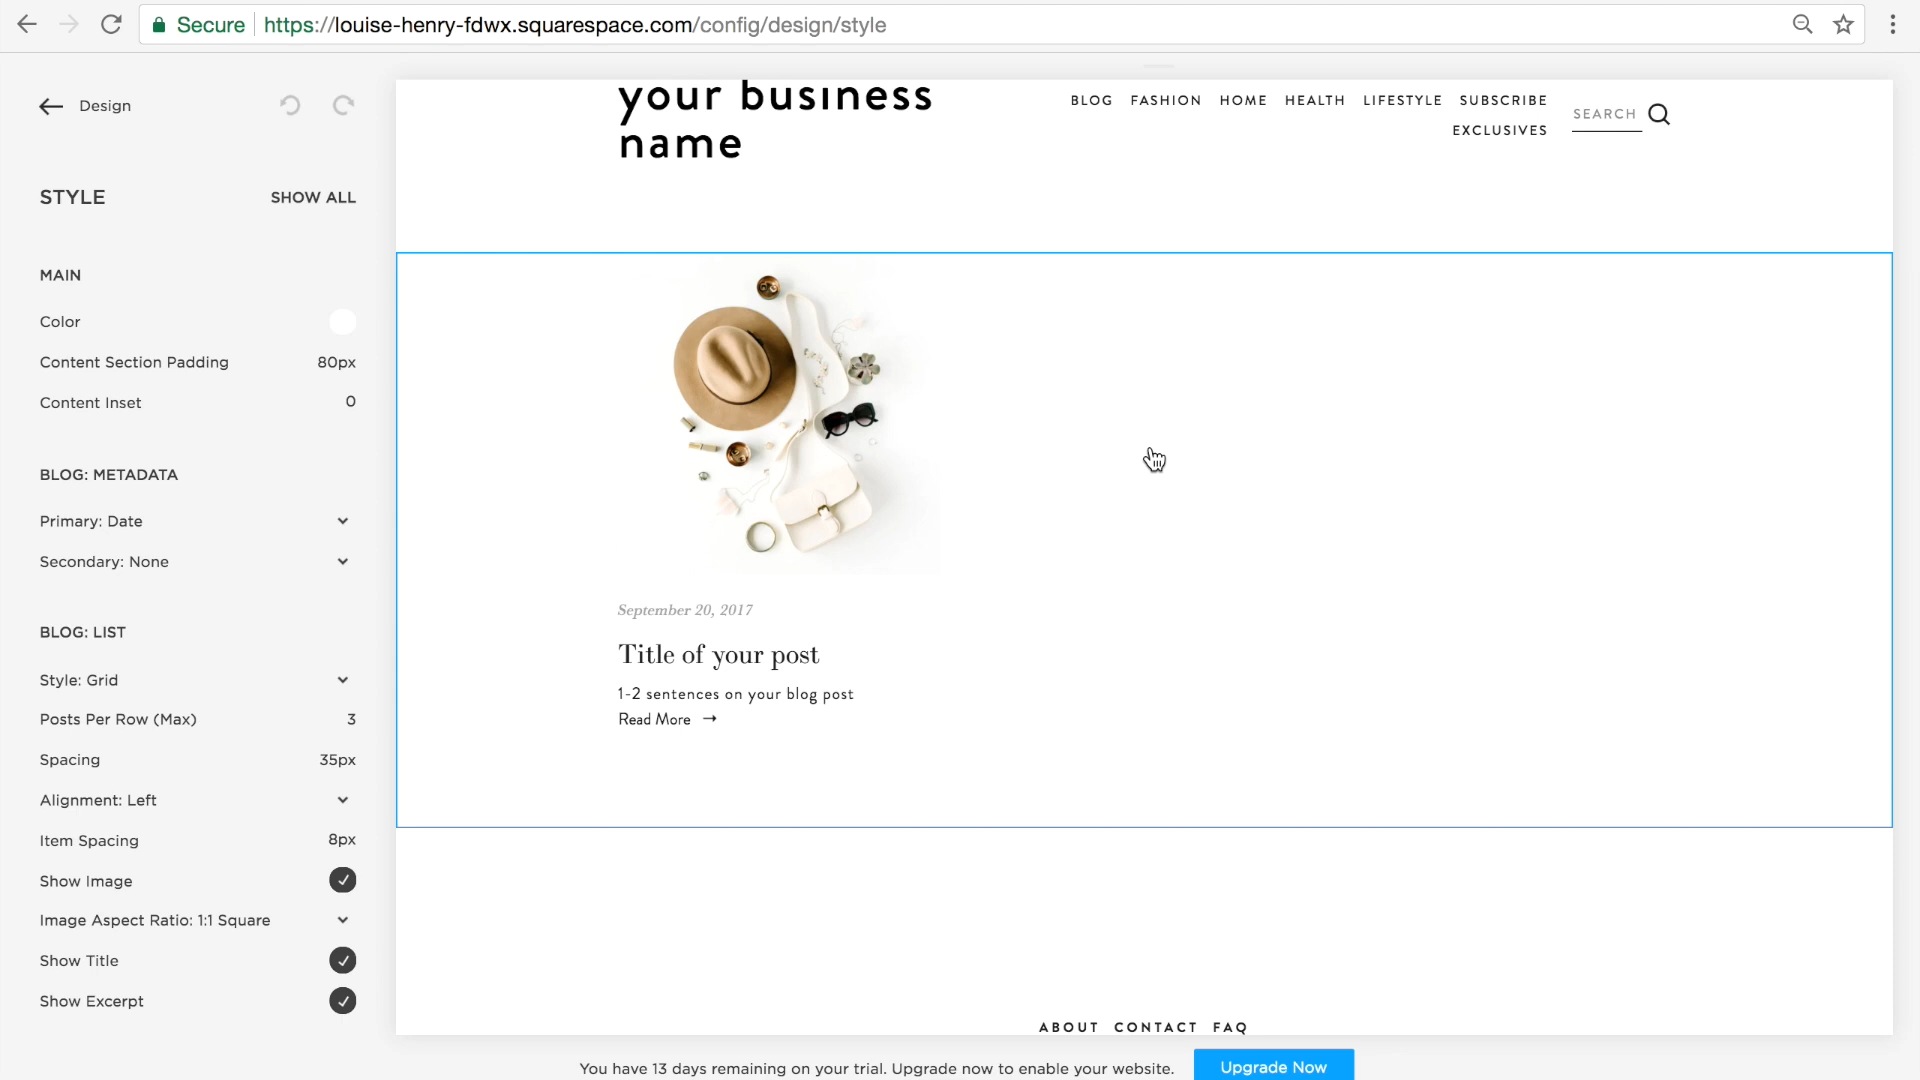 Secure https://louise-henry-fdwx.squarespace.com/config/design/style
Design
STYLE SHOW ALL
MAIN
Color
Content Section Padding 80px
Content Inset 0
BLOG: METADATA
Primary: Date
Secondary: None
BLOG: LIST
Style: Grid
Posts Per Row (Max) 3
Spacing 35px
Alignment: Left
Item Spacing 8px
Show Image
Image Aspect Ratio: 1:1 Square
Show Title
Show Excerpt
your business
name
BLOG FASHION HOME HEALTH LIFESTYLE SUBSCRIBE
EXCLUSIVES
SEARCH
September 20, 2017
Title of your post
1-2 sentences on your blog post
Read More →
ABOUT CONTACT FAQ
You have 13 days remaining on your trial. Upgrade now to enable your website. Upgrade Now